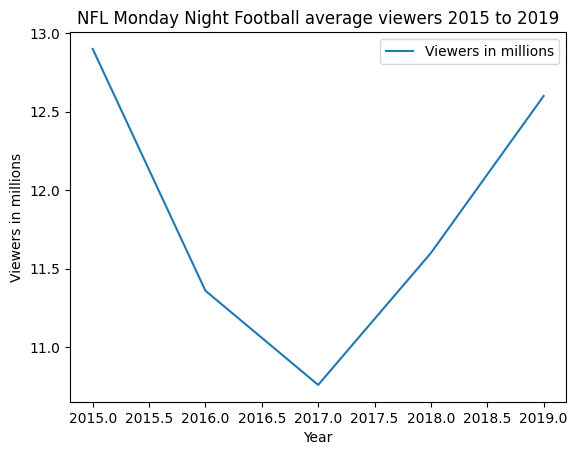 NFL Monday Night Football average viewers 2015 to 2019
Viewers in millions
Viewers in millions
13.0
12.5
12.0
11.5
11.0
2015.0 2015.5 2016.0 2016.5 2017.0 2017.5 2018.0 2018.5 2019.0
Year